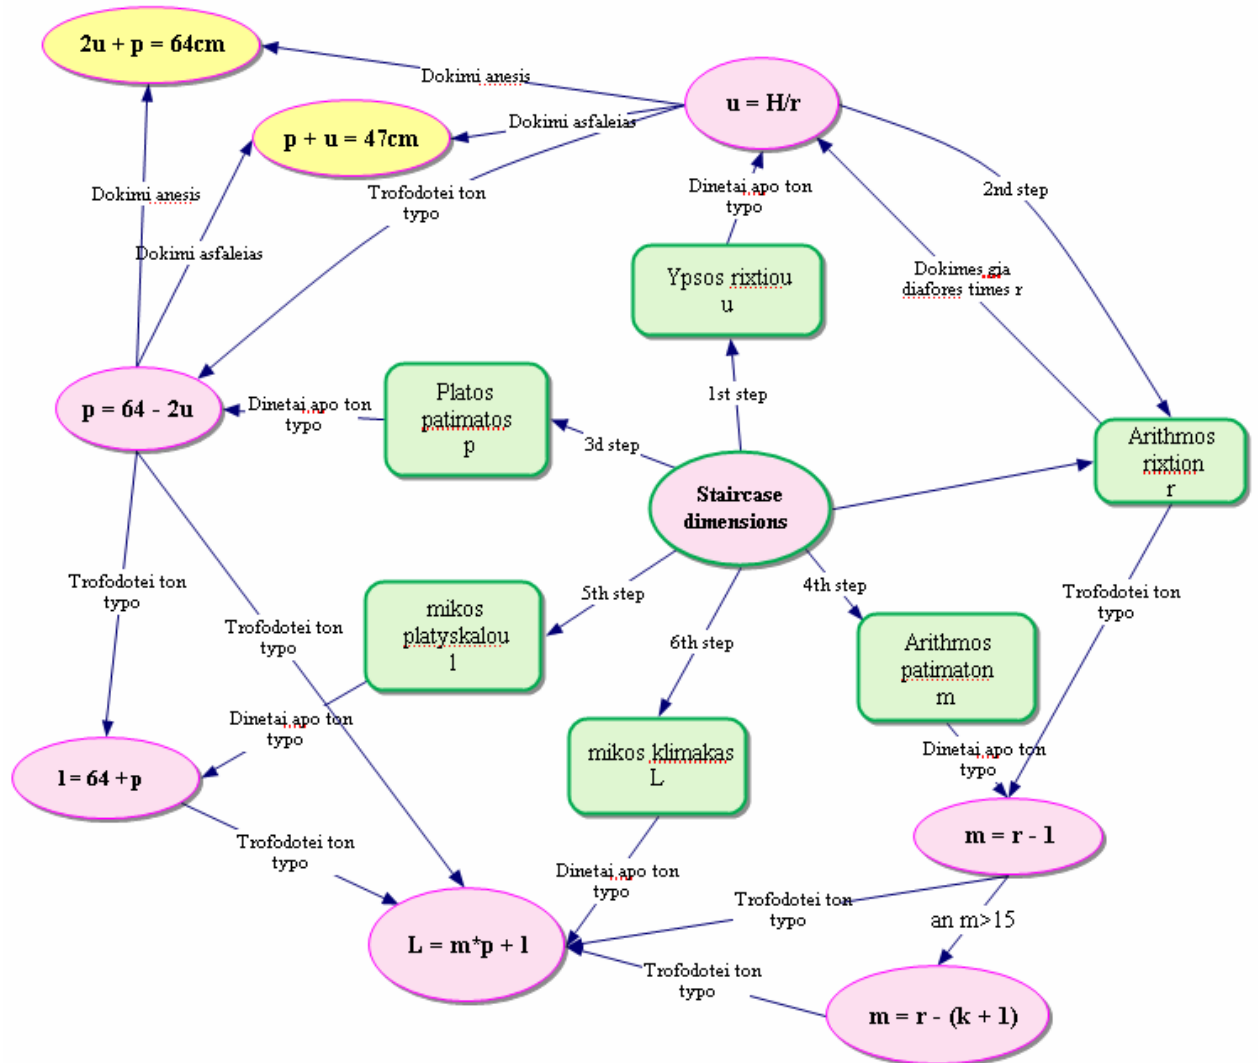 2u + p = 64cm
Dokimi anesis
u = H/r
p + u = 47cm
Dokimi asfaleias
Dokimi anesis
Trofodotei ton
typo
Dinetai apo ton
typo
2nd step
Dokimi asfaleias
Ypsos rixtiou
u
Dokimes gia
diafores times r
p = 64 - 2u
Dinetai apo ton
typo
Platos
patimatos
p
1st step
3d step
Arithmos
rixtion
r
Staircase
dimensions
Trofodotei ton
typo
Trofodotei ton
typo
mikos
platyskalou
l
5th step
6th step
4th step
Trofodotei ton
typo
Arithmos
patimaton
m
Dinetai apo ton
typo
l = 64 + p
mikos klimakas
L
Dinetai apo ton
typo
m = r - 1
Trofodotei ton
typo
Dinetai apo ton
typo
Trofodotei ton
typo
an m>15
L = m*p + l
Trofodotei ton
typo
m = r - (k + 1)